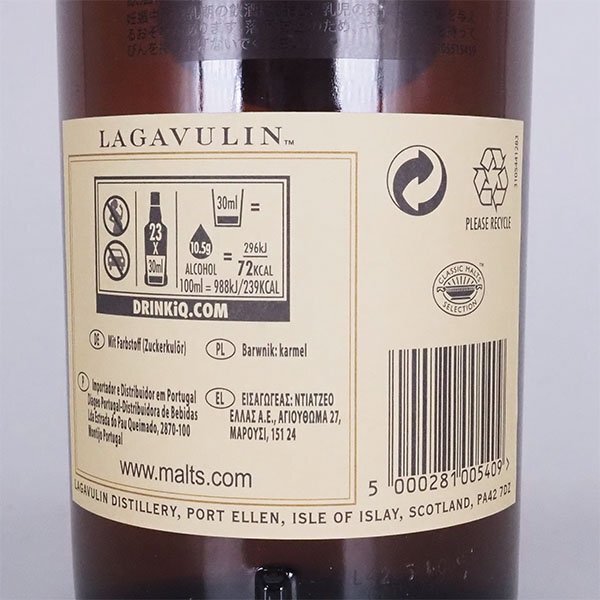 LAGAVULIN™
PLEASE RECYCLE
3109441263
CLASSIC MALTS™
SELECTION
23
X
30ml
30ml =
10.5g = 296kJ
ALCOHOL 72KCAL
100ml = 988kJ/239KCAL
DRINKiQ.COM
DE Mit Farbstoff (Zuckerkulör)
PL Barwnik: karmel
P Importador e Distribuidor em Portugal
Diageo Portugal-Distribuidora de Bebidas
Lda Estrada do Pau Queimado, 2870-100
Montijo Portugal
EL ΕΙΣΑΓΩΓΕΑΣ: ΝΤΙΑΤΖΕΟ
ΕΛΛΑΣ Α.Ε., ΑΓΙΟΥ ΘΩΜΑ 27,
ΜΑΡΟΥΣΙ, 151 24
www.malts.com
5 000281 005409
LAGAVULIN DISTILLERY, PORT ELLEN, ISLE OF ISLAY, SCOTLAND, PA42 7DZ